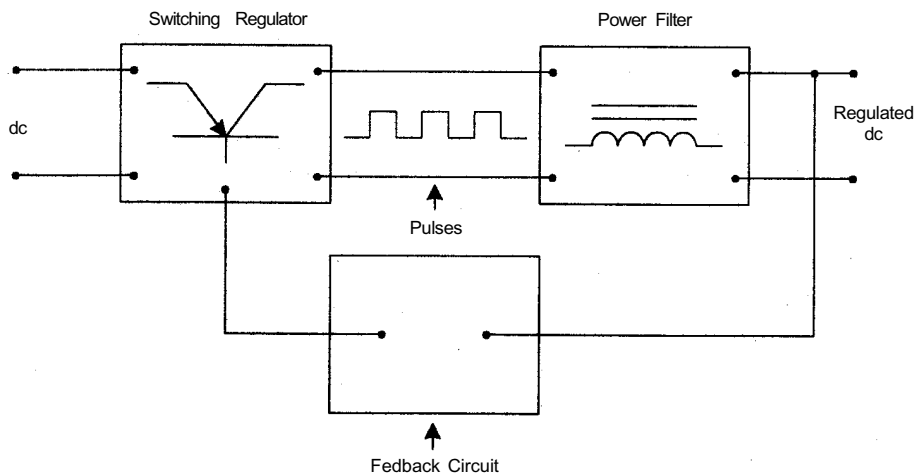 Switching Regulator
Power Filter
dc
Regulated
dc
Pulses
Fedback Circuit